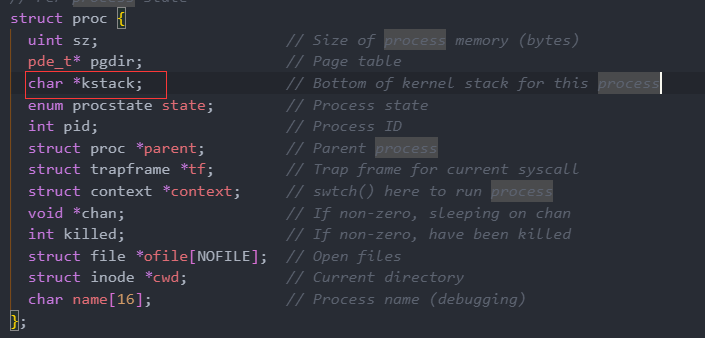 // Per process state
struct proc {
uint sz; // Size of process memory (bytes)
pde_t* pgdir; // Page table
char *kstack; // Bottom of kernel stack for this process
enum procstate state; // Process state
int pid; // Process ID
struct proc *parent; // Parent process
struct trapframe *tf; // Trap frame for current syscall
struct context *context; // swtch() here to run process
void *chan; // If non-zero, sleeping on chan
int killed; // If non-zero, have been killed
struct file *ofile[NOFILE]; // Open files
struct inode *cwd; // Current directory
char name[16]; // Process name (debugging)
};